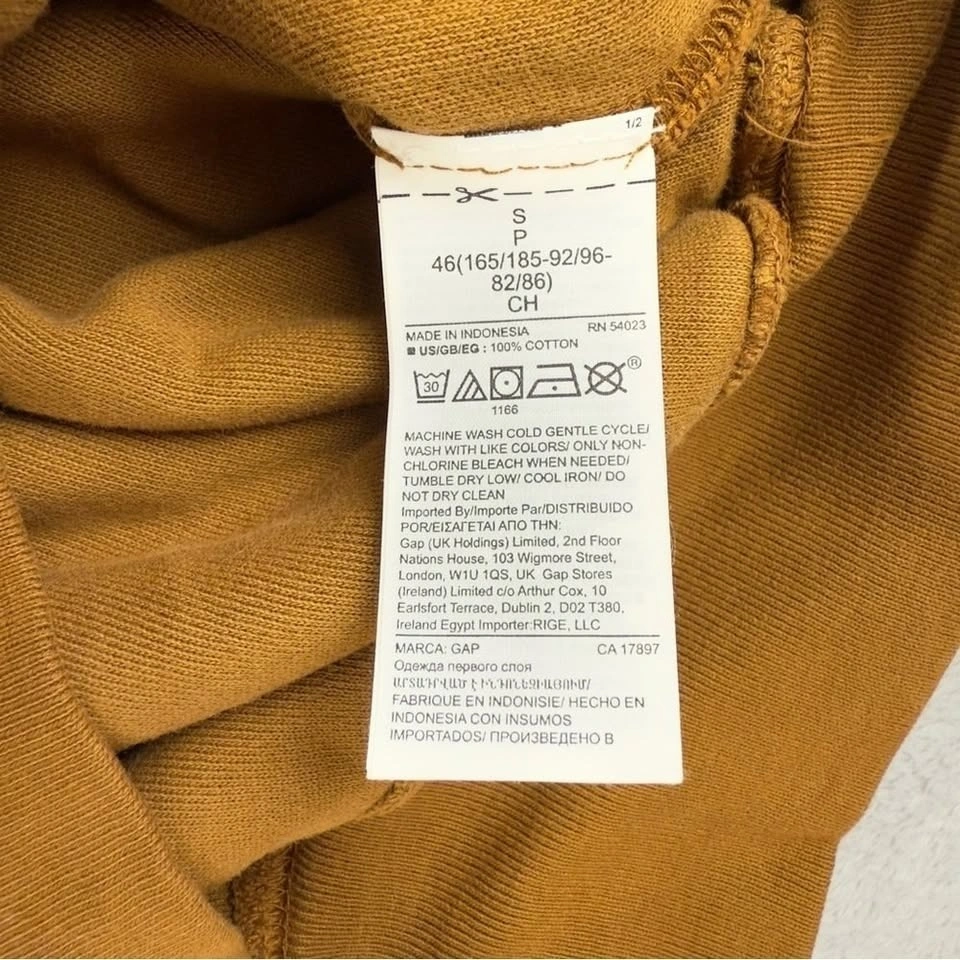 1/2
S
P
46(165/185-92/96-
82/86)
CH
MADE IN INDONESIA RN 54023
US/GB/EG : 100% COTTON
30
®
1166
MACHINE WASH COLD GENTLE CYCLE/
WASH WITH LIKE COLORS/ ONLY NON-
CHLORINE BLEACH WHEN NEEDED/
TUMBLE DRY LOW/ COOL IRON/ DO
NOT DRY CLEAN
Imported By/Importe Par/DISTRIBUIDO
POR/ΕΙΣΑΓΕΤΑΙ ΑΠΟ ΤΗΝ:
Gap (UK Holdings) Limited, 2nd Floor
Nations House, 103 Wigmore Street,
London, W1U 1QS, UK Gap Stores
(Ireland) Limited c/o Arthur Cox, 10
Earlsfort Terrace, Dublin 2, D02 T380,
Ireland Egypt Importer:RIGE, LLC
MARCA: GAP CA 17897
Одежда первого слоя
ԱՐՏԱԴՐՎԱԾ Է ԻՆԴՈՆԵԶԻԱՅՈՒՄ/
FABRIQUE EN INDONISIE/ HECHO EN
INDONESIA CON INSUMOS
IMPORTADOS/ ПРОИЗВЕДЕНО В